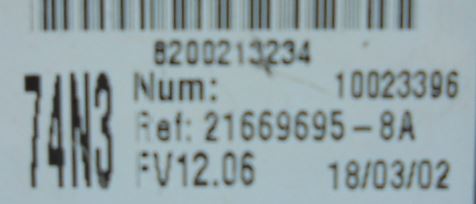 8200213234
74N3
Num: 10023396
Ref: 21669695-8A
FV12.06 18/03/02